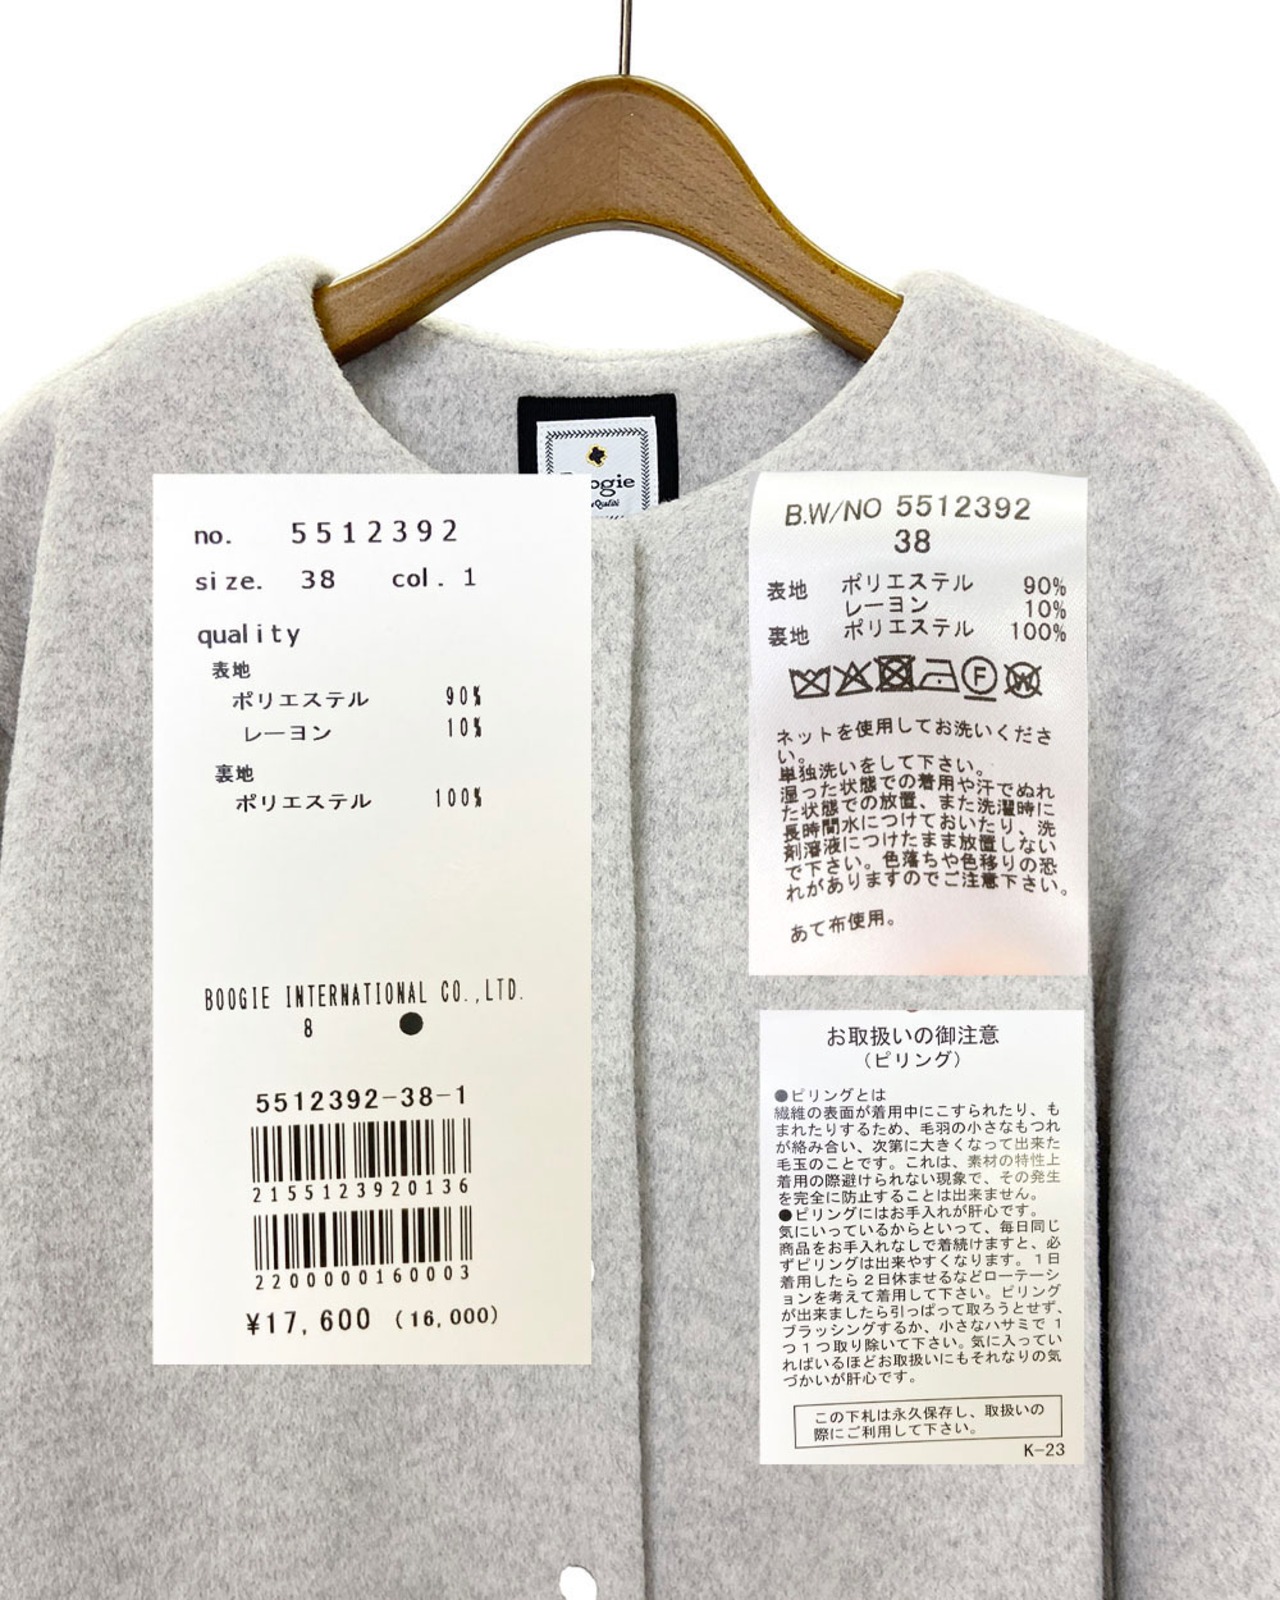 no. 5512392
size. 38 col. 1
quality
表地
ポリエステル 90%
レーヨン 10%
裏地
ポリエステル 100%
BOOGIE INTERNATIONAL CO.,LTD.
8
5512392-38-1
2155123920136
2200000160003
¥17,600 (16,000)
B.W/NO 5512392
38
表地 ポリエステル 90%
レーヨン 10%
裏地 ポリエステル 100%
F
W
ネットを使用してお洗いくださ
い。
単独洗いをして下さい。
湿った状態での着用や汗でぬれ
た状態での放置、また洗濯時に
長時間水につけておいたり、洗
剤溶液につけたまま放置しない
で下さい。色落ちや色移りの恐
れがありますのでご注意下さい。
あて布使用。
お取扱いの御注意
（ピリング）
●ピリングとは
繊維の表面が着用中にこすられたり、も
まれたりするため、毛羽の小さなもつれ
が絡み合い、次第に大きくなって出来た
毛玉のことです。これは、素材の特性上
着用の際避けられない現象で、その発生
を完全に防止することは出来ません。
●ピリングにはお手入れが肝心です。
気にいっているからといって、毎日同じ
商品をお手入れなしで着続けますと、必
ずピリングは出来やすくなります。1日
着用したら2日休ませるなどローテーシ
ョンを考えて着用して下さい。ピリング
が出来ましたら引っぱって取ろうとせず、
ブラッシングするか、小さなハサミで1
つ1つ取り除いて下さい。気に入ってい
ればいるほどお取扱いにもそれなりの気
づかいが肝心です。
この下札は永久保存し、取扱いの
際にご利用して下さい。
K-23